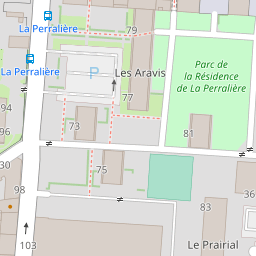 La Perralière
79
La Perralière
P
Les Aravis
Parc de
la Résidence
de La Perralière
77
94
73
81
96
30
75
98
36
83
103
Le Prairial